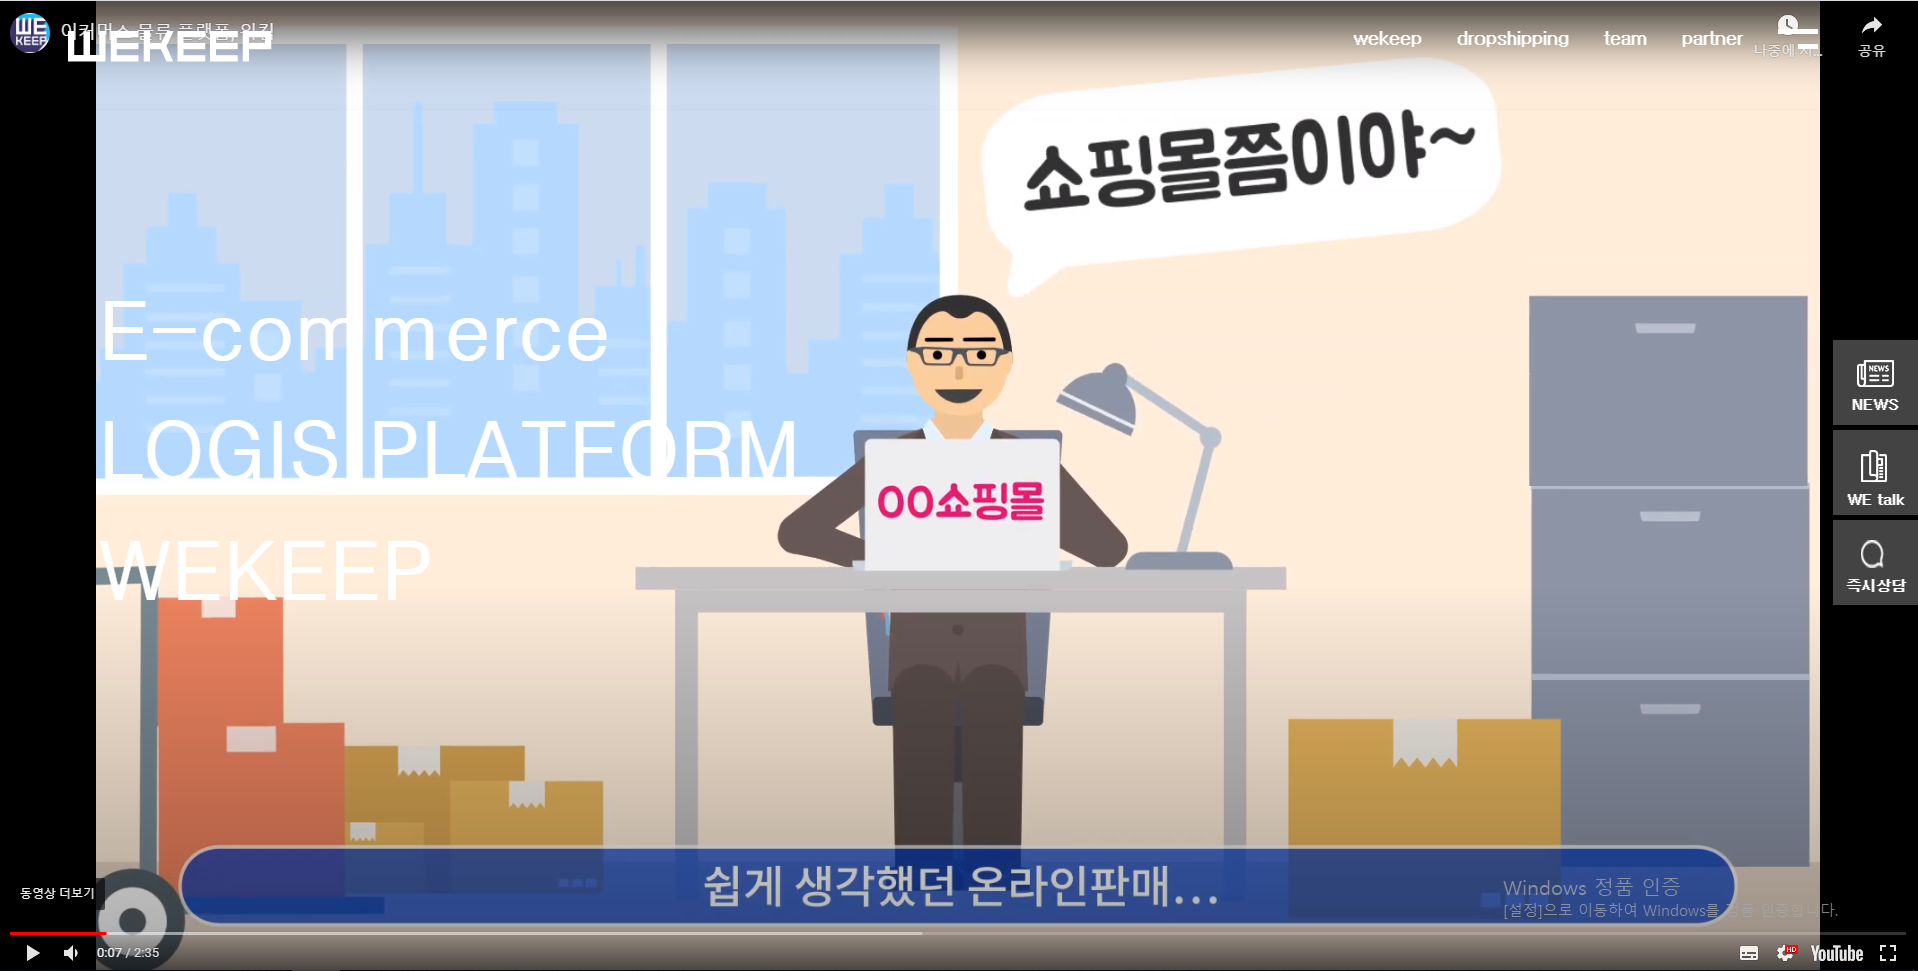 WE
KEEP
이커머스 물류 플랫폼, 위킵
WEKEEP
wekeep dropshipping team partner
나중에 시...
공유
쇼핑몰쯤이야~
E-commerce
LOGIS PLATFORM
WEKEEP
OO쇼핑몰
NEWS
NEWS
WE talk
즉시상담
쉽게 생각했던 온라인판매...
동영상 더보기
Windows 정품 인증
[설정]으로 이동하여 Windows를 정품 인증합니다.
0:07 / 2:35
HD
YouTube